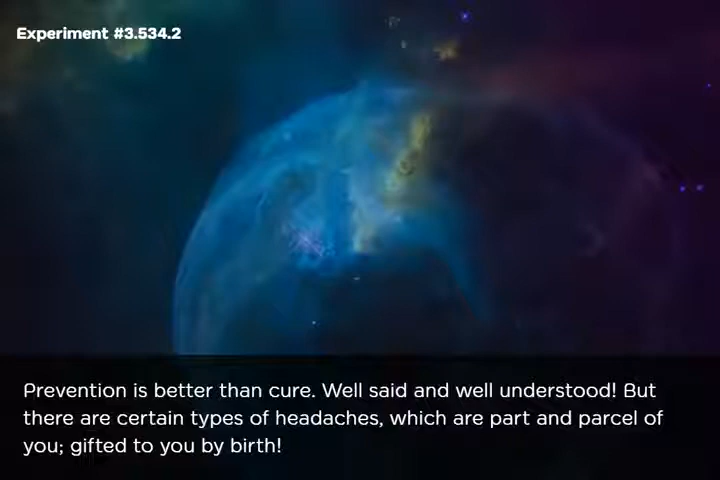 Experiment #3.534.2
Prevention is better than cure. Well said and well understood! But
there are certain types of headaches, which are part and parcel of
you; gifted to you by birth!